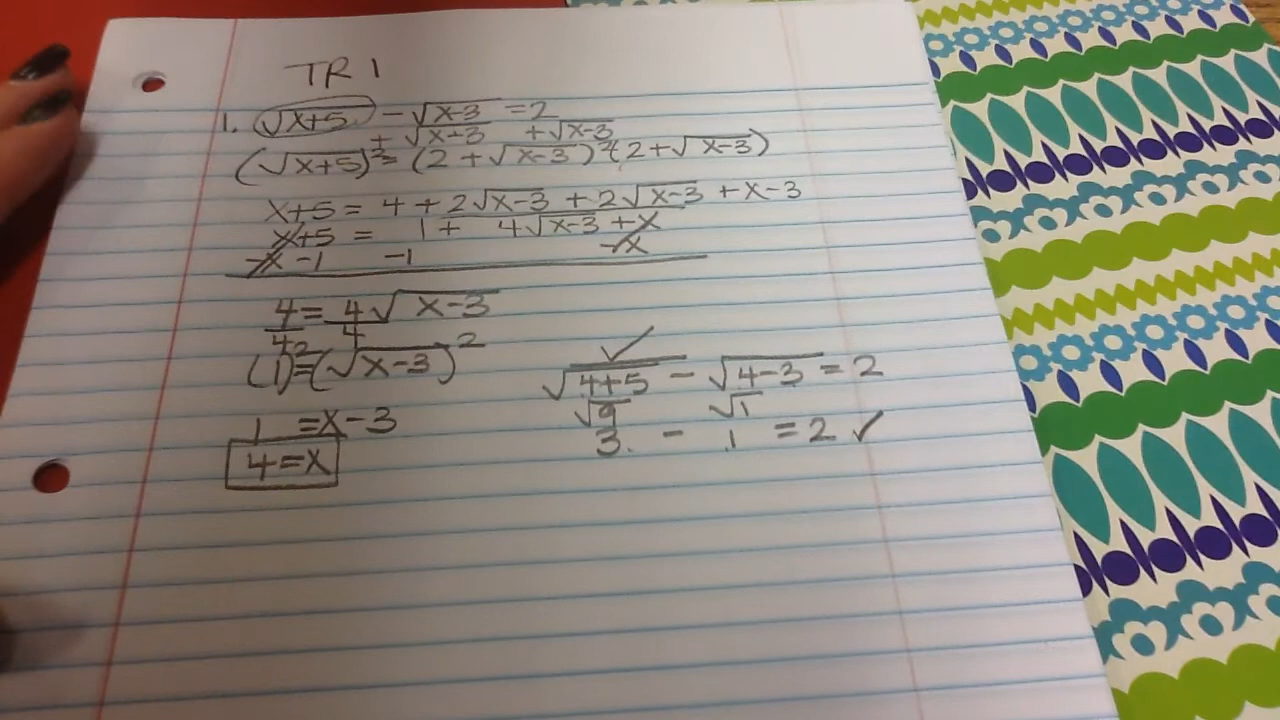 TR 1
1. √x+5 - √x-3 = 2
+ √x-3 + √x-3
(√x+5)² = (2 + √x-3)² (2 + √x-3)
x+5 = 4 + 2√x-3 + 2√x-3 + x-3
x+5 = 1 + 4√x-3 + x
-x -1 -1 -x
4 = 4√x-3
4 4
(1)² = (√x-3)²
1 = x-3
4 = x
✓
√4+5 - √4-3 = 2
√9 √1
3. - 1 = 2 ✓